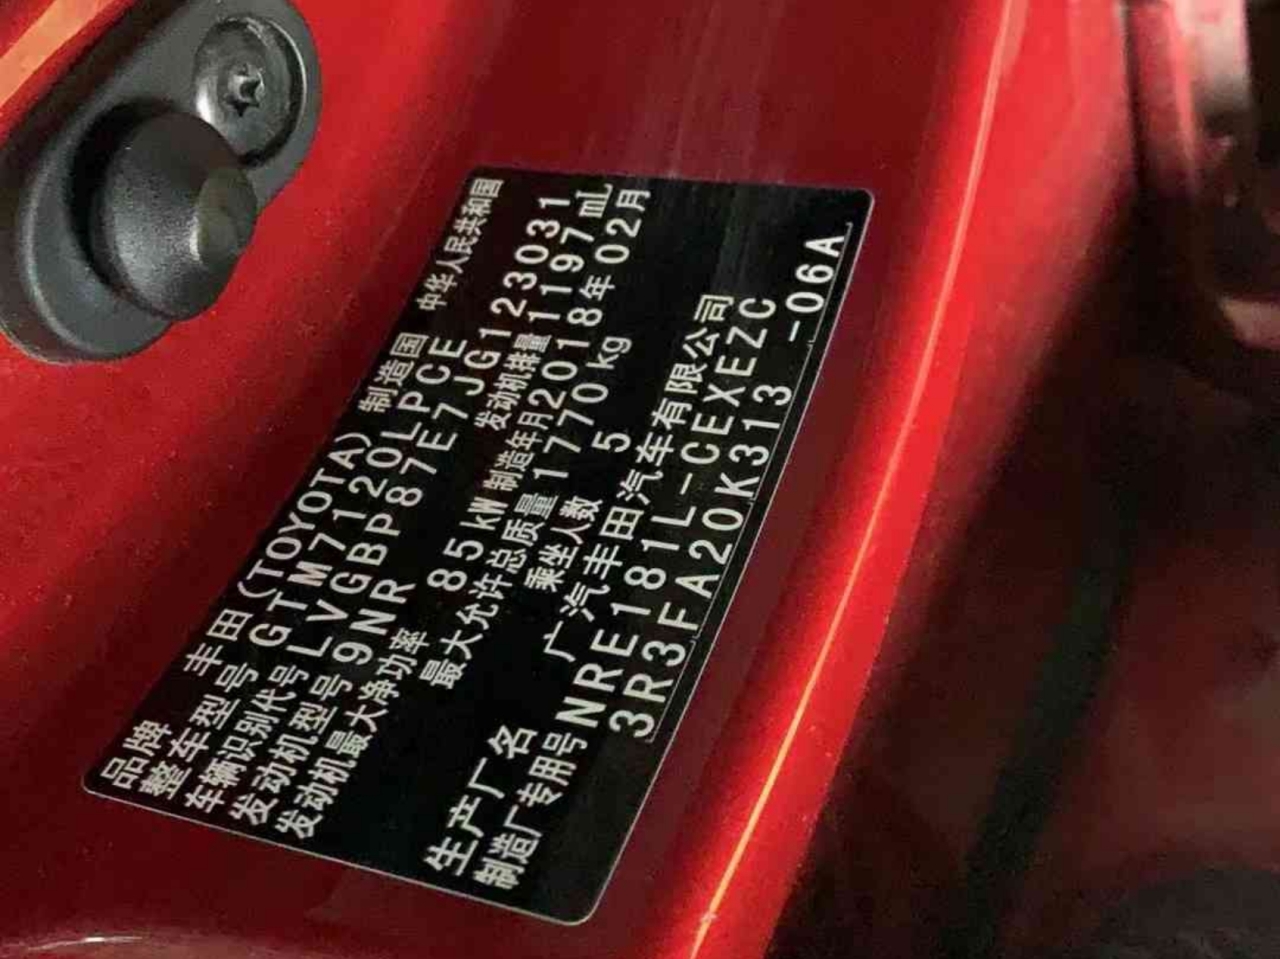 品牌 丰田(TOYOTA) 制造国 中华人民共和国
整车型号 GTM7120LPCE
车辆识别代号 LVGBP87E7JG123031
发动机型号 9NR 发动机排量 1197 mL
发动机最大净功率 85 kW 制造年月 2018年02月
最大允许总质量 1770 kg
乘坐人数 5
生产厂名 广汽丰田汽车有限公司
制造厂专用号 NRE181L-CEXEZC
3R3FA20K313 -06A